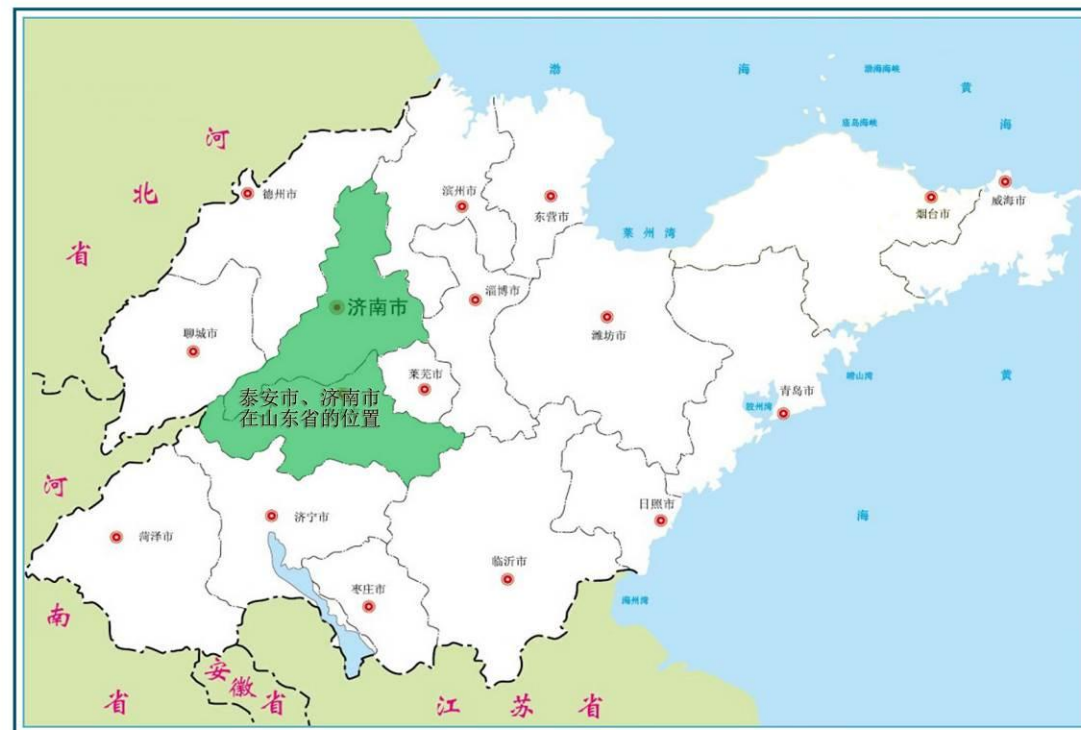 渤 海
渤海海峡
黄
海
庙岛海峡
河
北
省
德州市
滨州市
东营市
烟台市
威海市
莱州湾
淄博市
济南市
潍坊市
聊城市
莱芜市
崂山湾
黄
青岛市
胶州湾
泰安市、济南市
在山东省的位置
河
南
省
菏泽市
济宁市
日照市
海
临沂市
枣庄市
海州湾
安
徽
省
江 苏 省